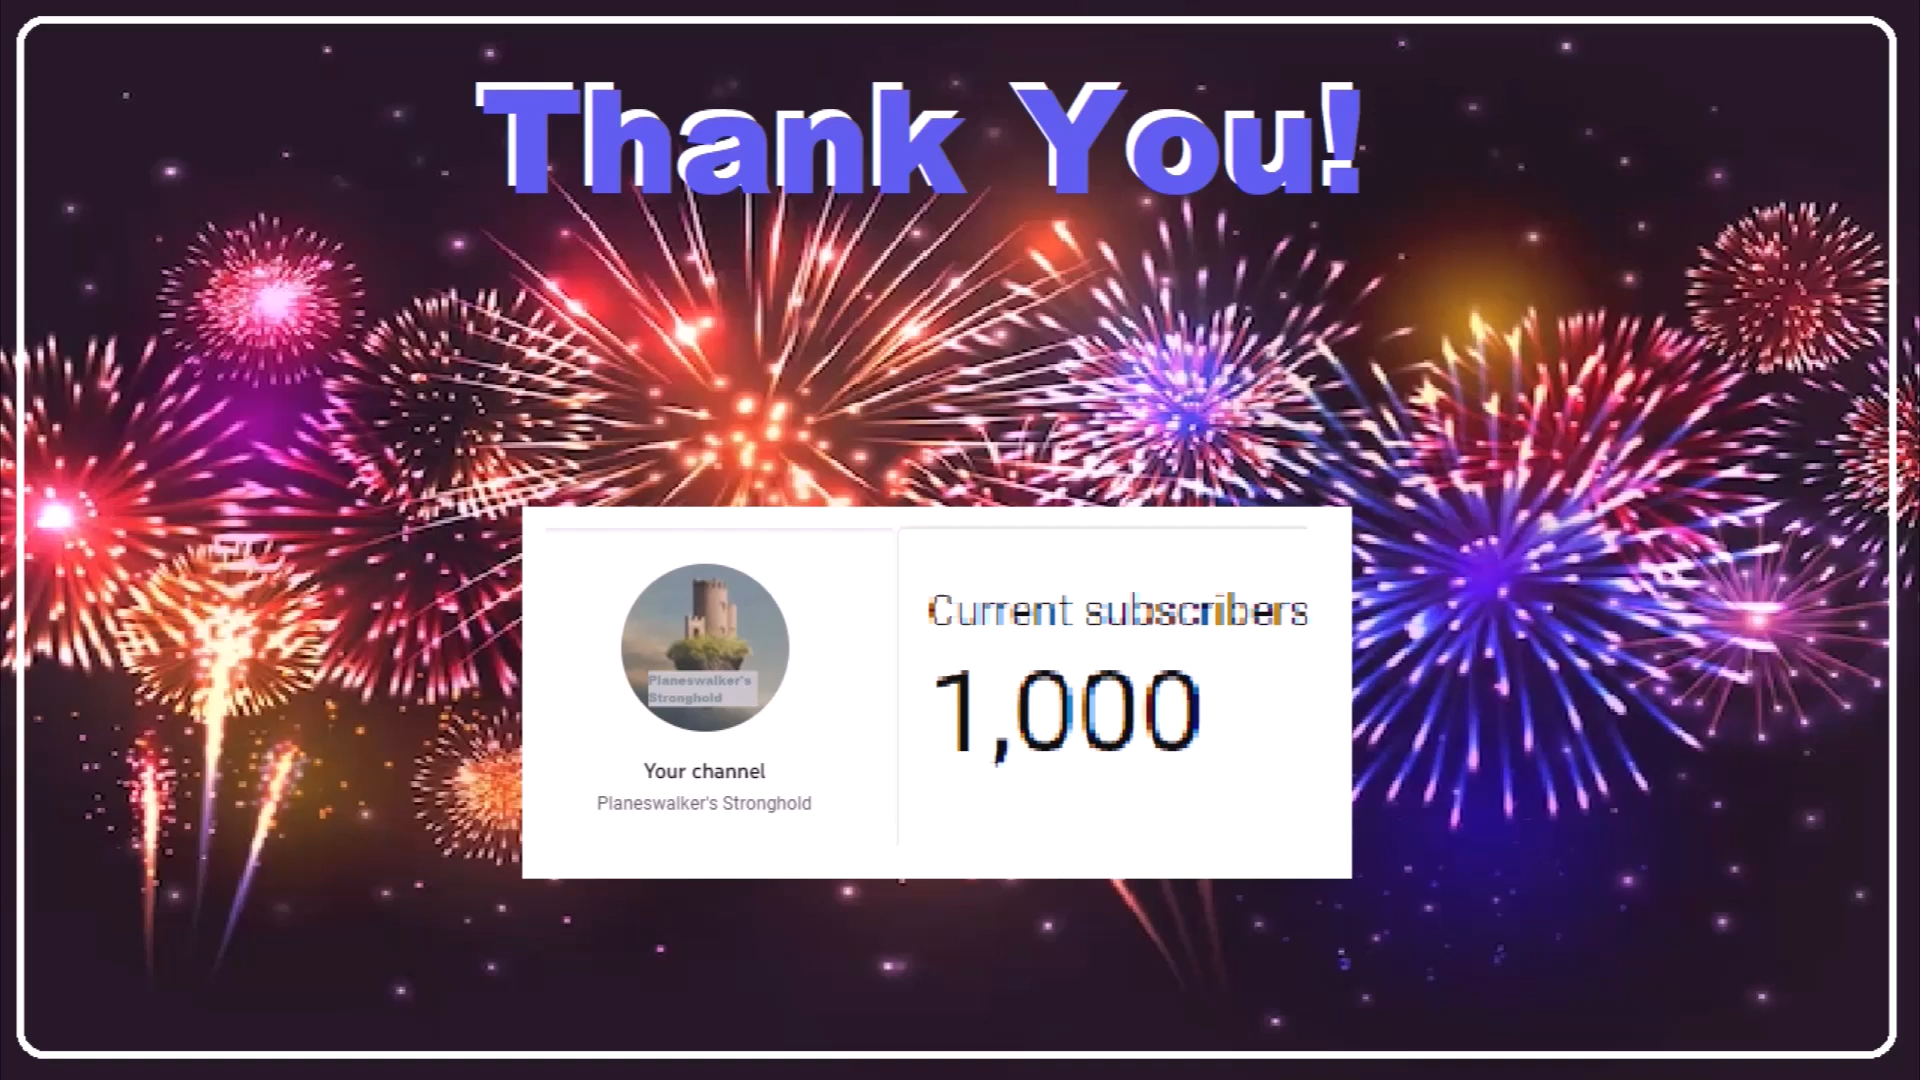 Thank You!
Planeswalker's
Stronghold
Your channel
Planeswalker's Stronghold
Current subscribers
1,000